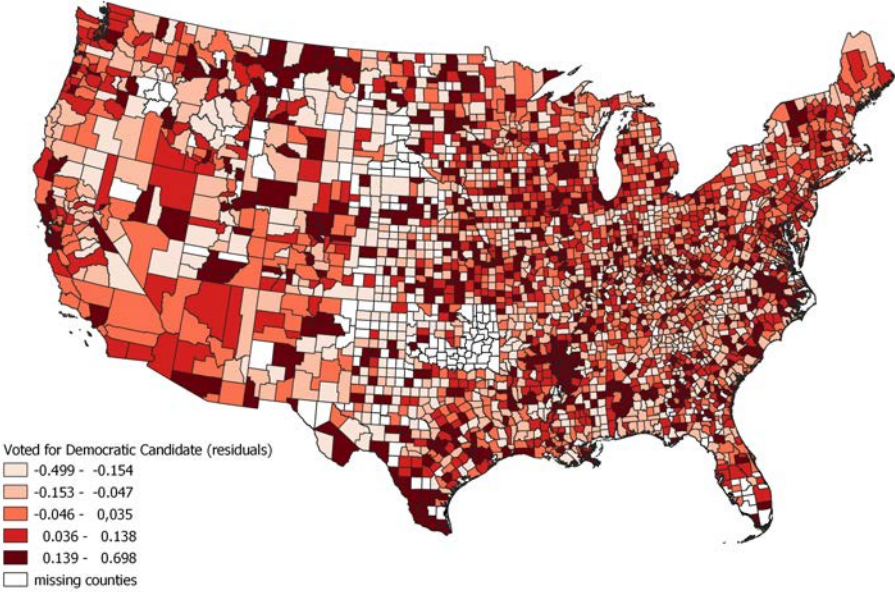 Voted for Democratic Candidate (residuals)
-0.499 - -0.154
-0.153 - -0.047
-0.046 - 0,035
0.036 - 0.138
0.139 - 0.698
missing counties